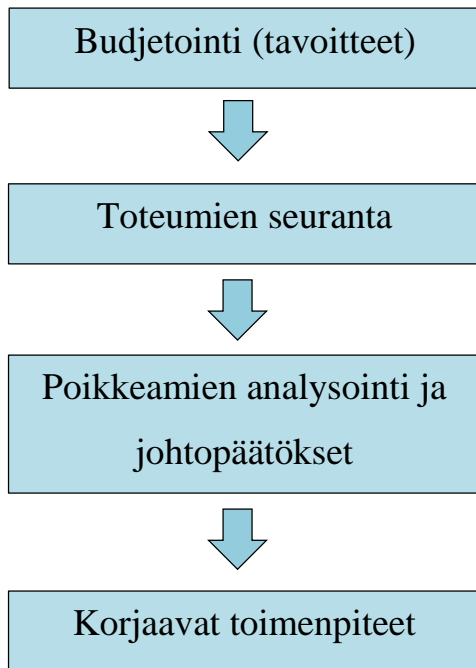 Budjetointi (tavoitteet)
Toteumien seuranta
Poikkeamien analysointi ja
johtopäätökset
Korjaavat toimenpiteet